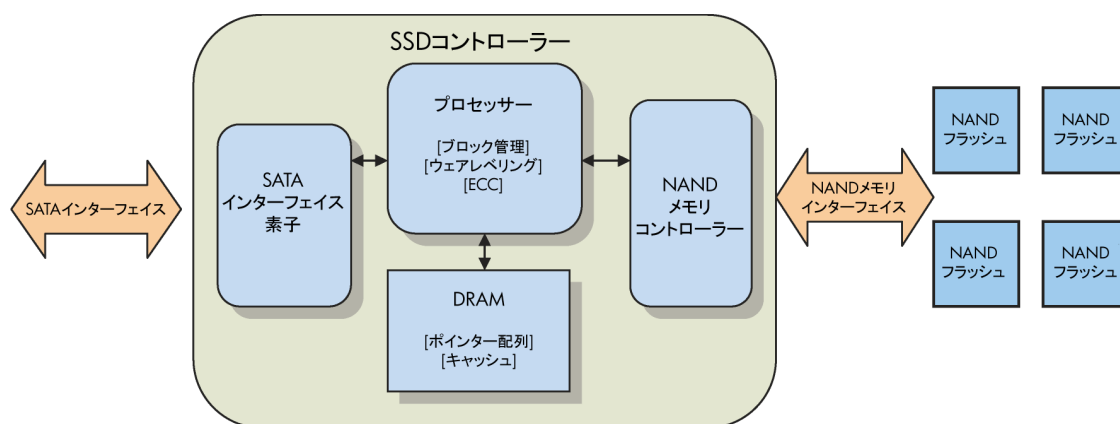 SSDコントローラー
SATAインターフェイス
SATA
インターフェイス
素子
プロセッサー
[ブロック管理]
[ウェアレベリング]
[ECC]
DRAM
[ポインター配列]
[キャッシュ]
NAND
メモリ
コントローラー
NANDメモリ
インターフェイス
NAND
フラッシュ
NAND
フラッシュ
NAND
フラッシュ
NAND
フラッシュ